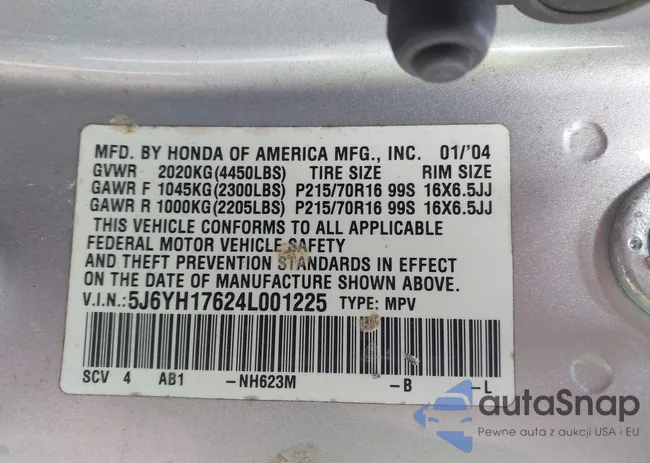 MFD. BY HONDA OF AMERICA MFG., INC. 01/'04
GVWR 2020KG(4450LBS) TIRE SIZE RIM SIZE
GAWR F 1045KG(2300LBS) P215/70R16 99S 16X6.5JJ
GAWR R 1000KG(2205LBS) P215/70R16 99S 16X6.5JJ
THIS VEHICLE CONFORMS TO ALL APPLICABLE
FEDERAL MOTOR VEHICLE SAFETY
AND THEFT PREVENTION STANDARDS IN EFFECT
ON THE DATE OF MANUFACTURE SHOWN ABOVE.
V.I.N.: 5J6YH17624L001225 TYPE: MPV
SCV 4 AB1 -NH623M -B -L
autoSnap
Pewne auta z aukcji USA i EU